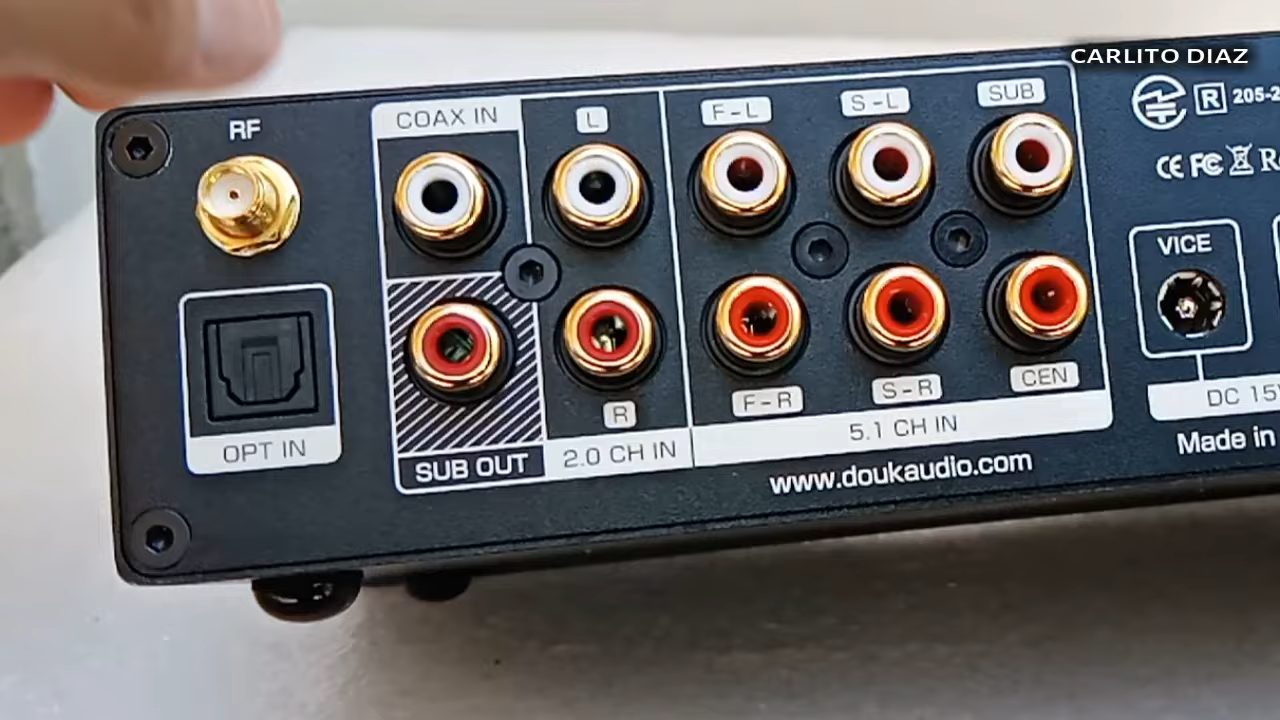 CARLITO DIAZ
RF
COAX IN
L
F-L
S-L
SUB
R 205-2
CE FC
VICE
OPT IN
SUB OUT
R
2.0 CH IN
F-R
S-R
CEN
5.1 CH IN
DC 15V
www.doukaudio.com
Made in